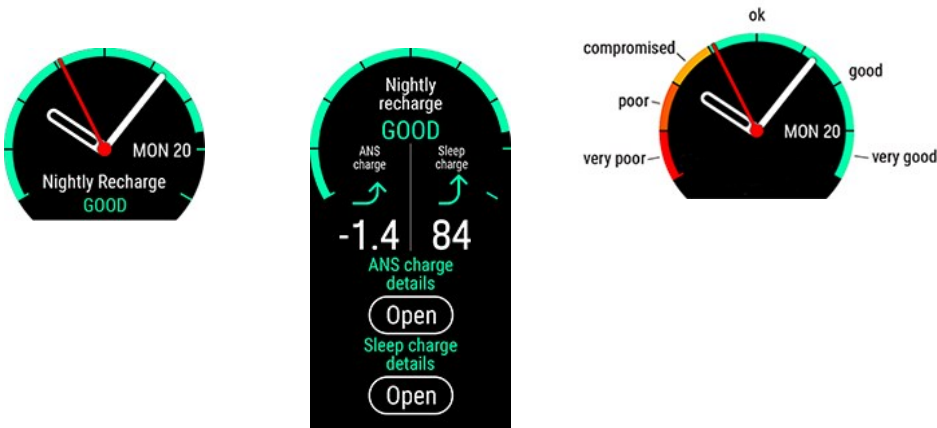 MON 20
Nightly Recharge
GOOD
Nightly
recharge
GOOD
ANS
charge
Sleep
charge
-1.4
84
ANS charge
details
Open
Sleep charge
details
Open
ok
compromised
good
poor
MON 20
very poor
very good